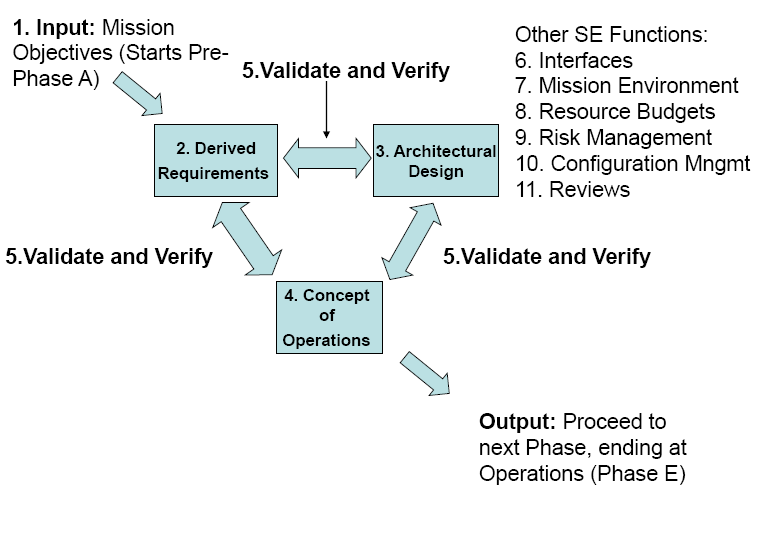 1. Input: Mission
Objectives (Starts Pre-
Phase A)
5.Validate and Verify
Other SE Functions:
6. Interfaces
7. Mission Environment
8. Resource Budgets
9. Risk Management
10. Configuration Mngmt
11. Reviews
2. Derived
Requirements
3. Architectural
Design
5.Validate and Verify
5.Validate and Verify
4. Concept
of
Operations
Output: Proceed to
next Phase, ending at
Operations (Phase E)